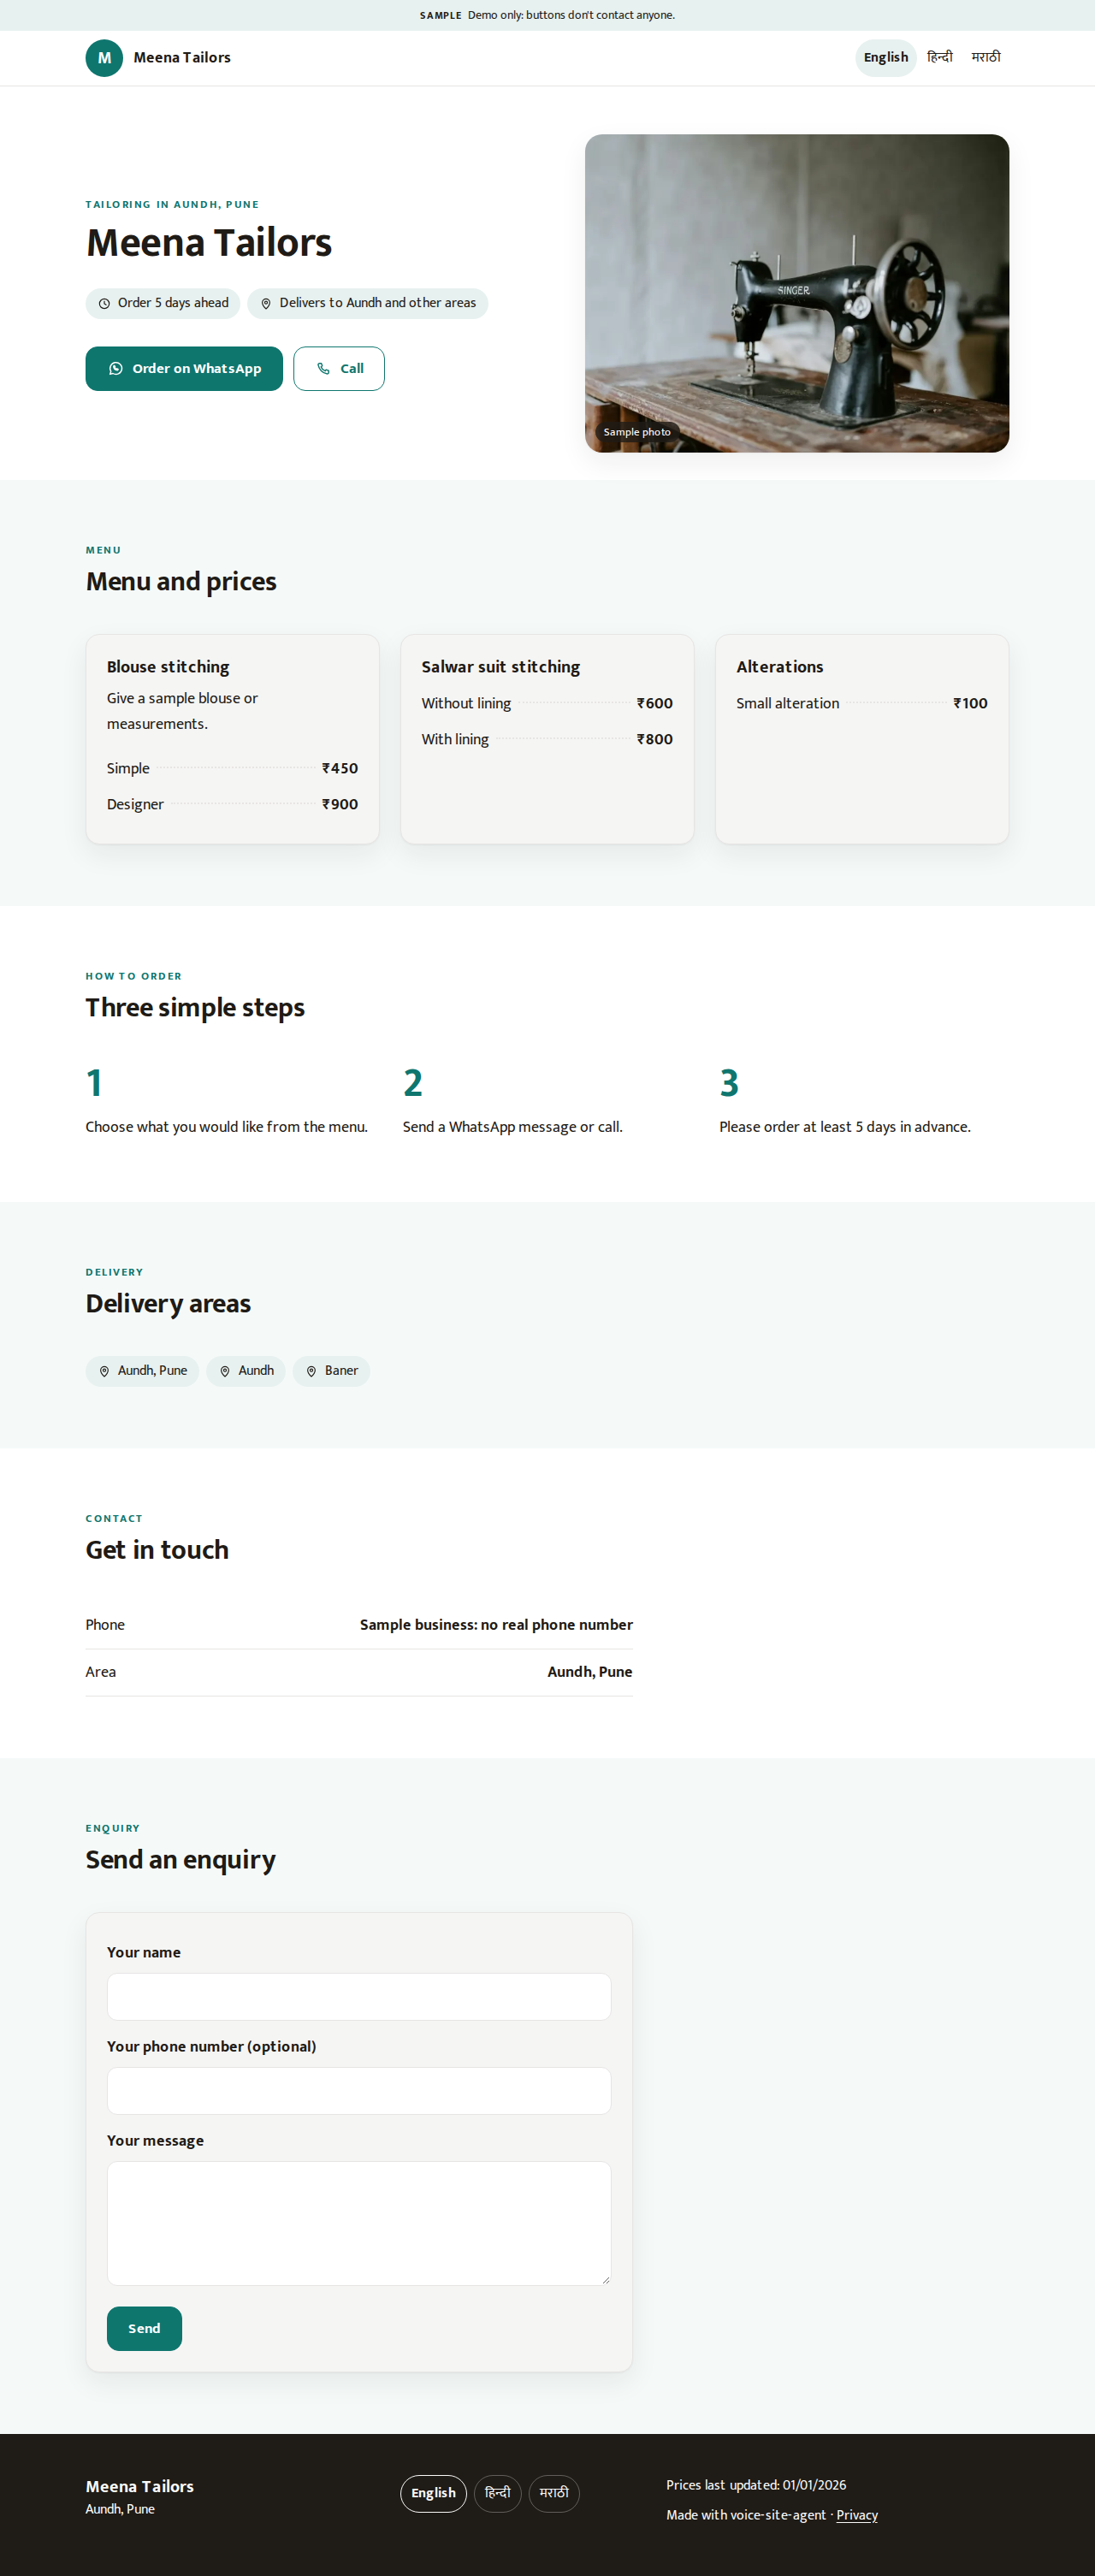 SAMPLE Demo only: buttons don't contact anyone.
M Meena Tailors
English हिन्दी मराठी
TAILORING IN AUNDH, PUNE
Meena Tailors
Order 5 days ahead
Delivers to Aundh and other areas
Order on WhatsApp
Call
SINGER
Sample photo
MENU
Menu and prices
Blouse stitching
Give a sample blouse or
measurements.
Simple ₹450
Designer ₹900
Salwar suit stitching
Without lining ₹600
With lining ₹800
Alterations
Small alteration ₹100
HOW TO ORDER
Three simple steps
1
Choose what you would like from the menu.
2
Send a WhatsApp message or call.
3
Please order at least 5 days in advance.
DELIVERY
Delivery areas
Aundh, Pune
Aundh
Baner
CONTACT
Get in touch
Phone Sample business: no real phone number
Area Aundh, Pune
ENQUIRY
Send an enquiry
Your name
Your phone number (optional)
Your message
Send
Meena Tailors
Aundh, Pune
English हिन्दी मराठी
Prices last updated: 01/01/2026
Made with voice-site-agent · Privacy